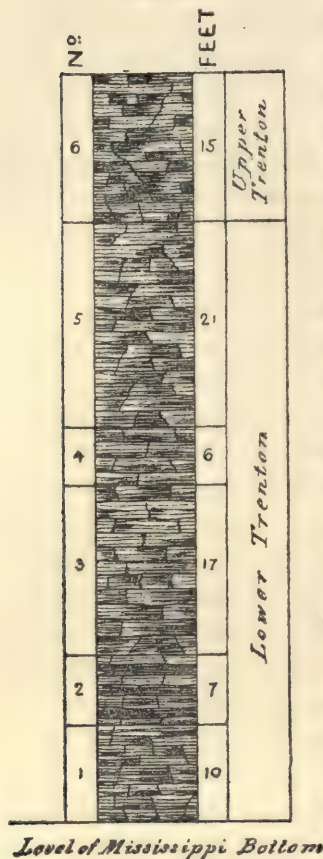 No. FEET
6 15 Upper Trenton
5 21
4 6
3 17 Lower Trenton
2 7
1 10
Level of Mississippi Bottom